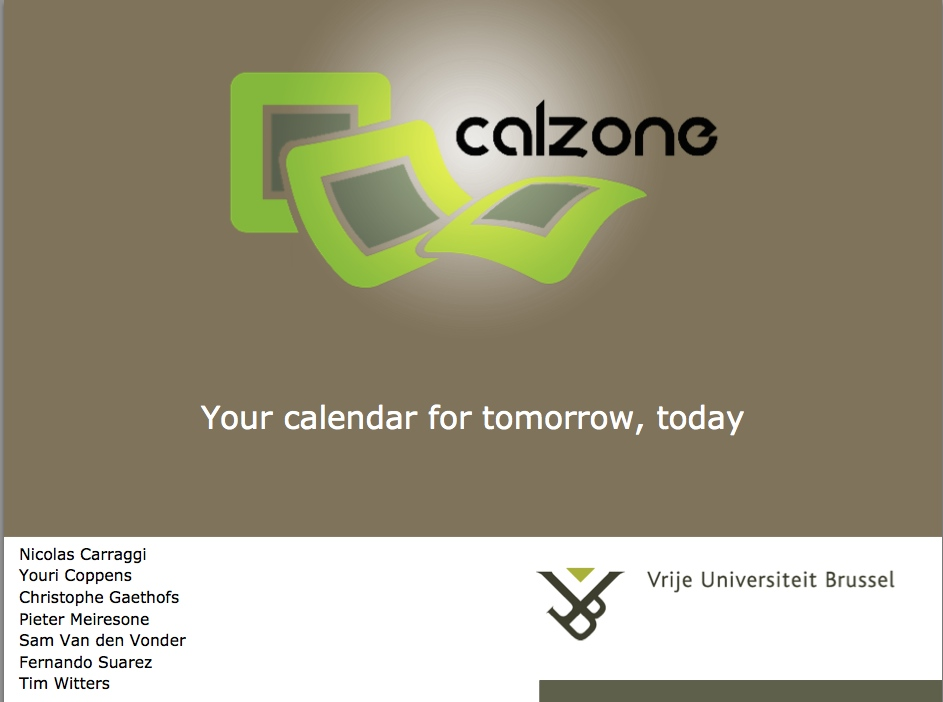 calzone
Your calendar for tomorrow, today
Nicolas Carraggi
Youri Coppens
Christophe Gaethofs
Pieter Meiresone
Sam Van den Vonder
Fernando Suarez
Tim Witters
Vrije Universiteit Brussel